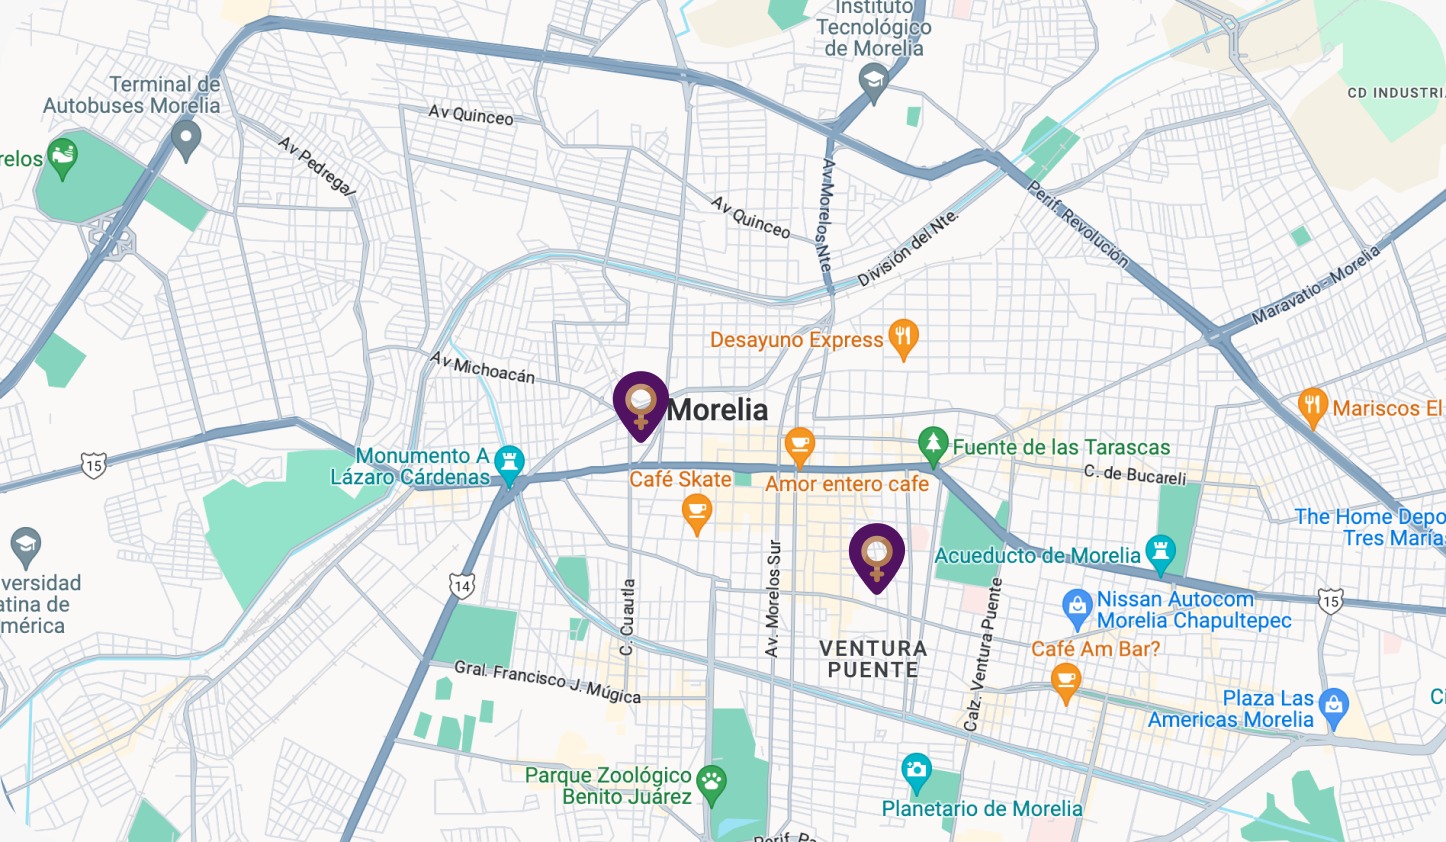 Instituto
Tecnológico
de Morelia
Terminal de
Autobuses Morelia
CD INDUSTRI
Av Quinceo
relos
Av Pedregal
Av Morelos Nte
Av Quinceo
Perif. Revolución
División del Nte.
Maravatio - Morelia
Desayuno Express
Av Michoacán
Morelia
Mariscos El
Monumento A
Lázaro Cárdenas
Fuente de las Tarascas
15
C. de Bucareli
Café Skate
Amor entero cafe
The Home Depo
Tres Marías
Acueducto de Morelia
versidad
atina de
mérica
14
C. Cuautla
Av. Morelos Sur
Calz. Ventura Puente
Nissan Autocom
Morelia Chapultepec
15
VENTURA
PUENTE
Café Am Bar?
Gral. Francisco J. Múgica
Plaza Las
Americas Morelia
Ci
Parque Zoológico
Benito Juárez
Planetario de Morelia
Perif. Pa